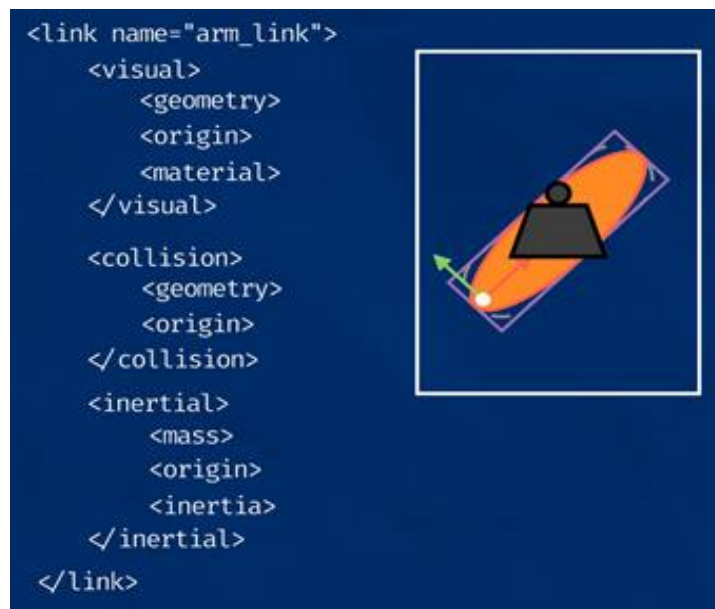 <link name="arm_link">
<visual>
<geometry>
<origin>
<material>
</visual>
<collision>
<geometry>
<origin>
</collision>
<inertial>
<mass>
<origin>
<inertia>
</inertial>
</link>